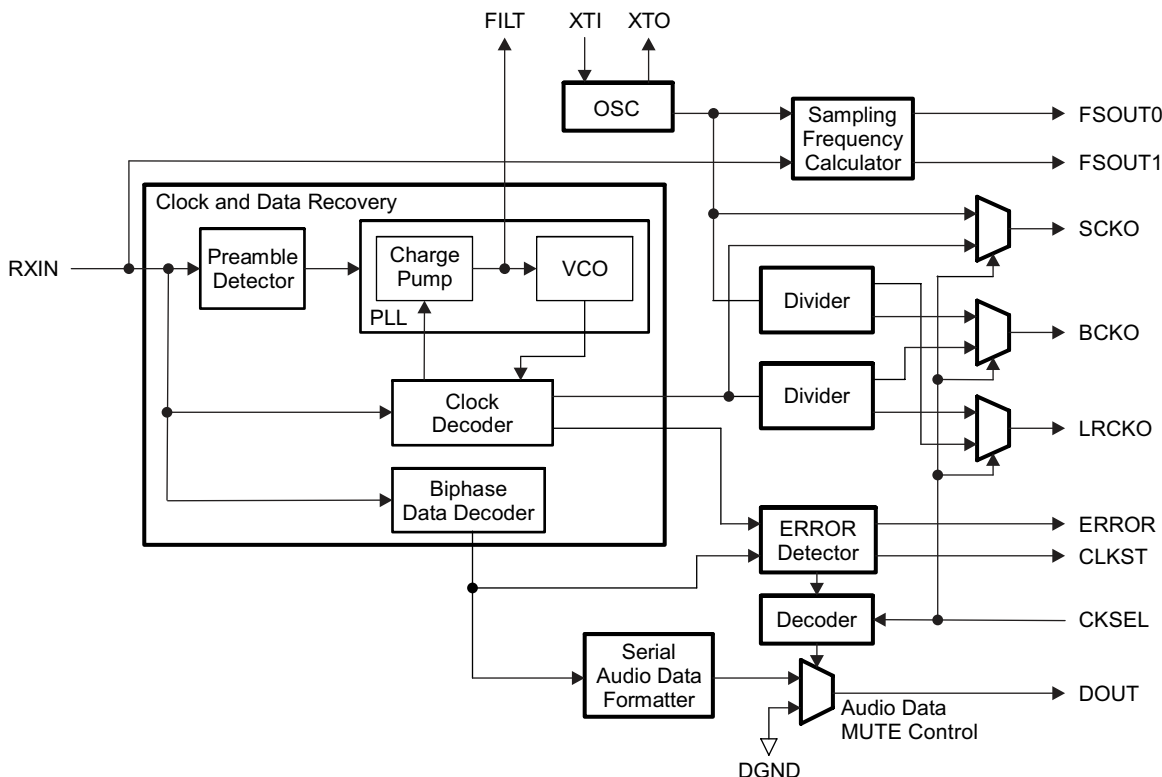 FILT
XTI
XTO
OSC
Sampling
Frequency
Calculator
FSOUT0
FSOUT1
Clock and Data Recovery
RXIN
Preamble
Detector
Charge
Pump
VCO
PLL
SCKO
Divider
BCKO
Clock
Decoder
Divider
LRCKO
Biphase
Data Decoder
ERROR
Detector
ERROR
CLKST
Decoder
CKSEL
Serial
Audio Data
Formatter
DOUT
Audio Data
MUTE Control
DGND